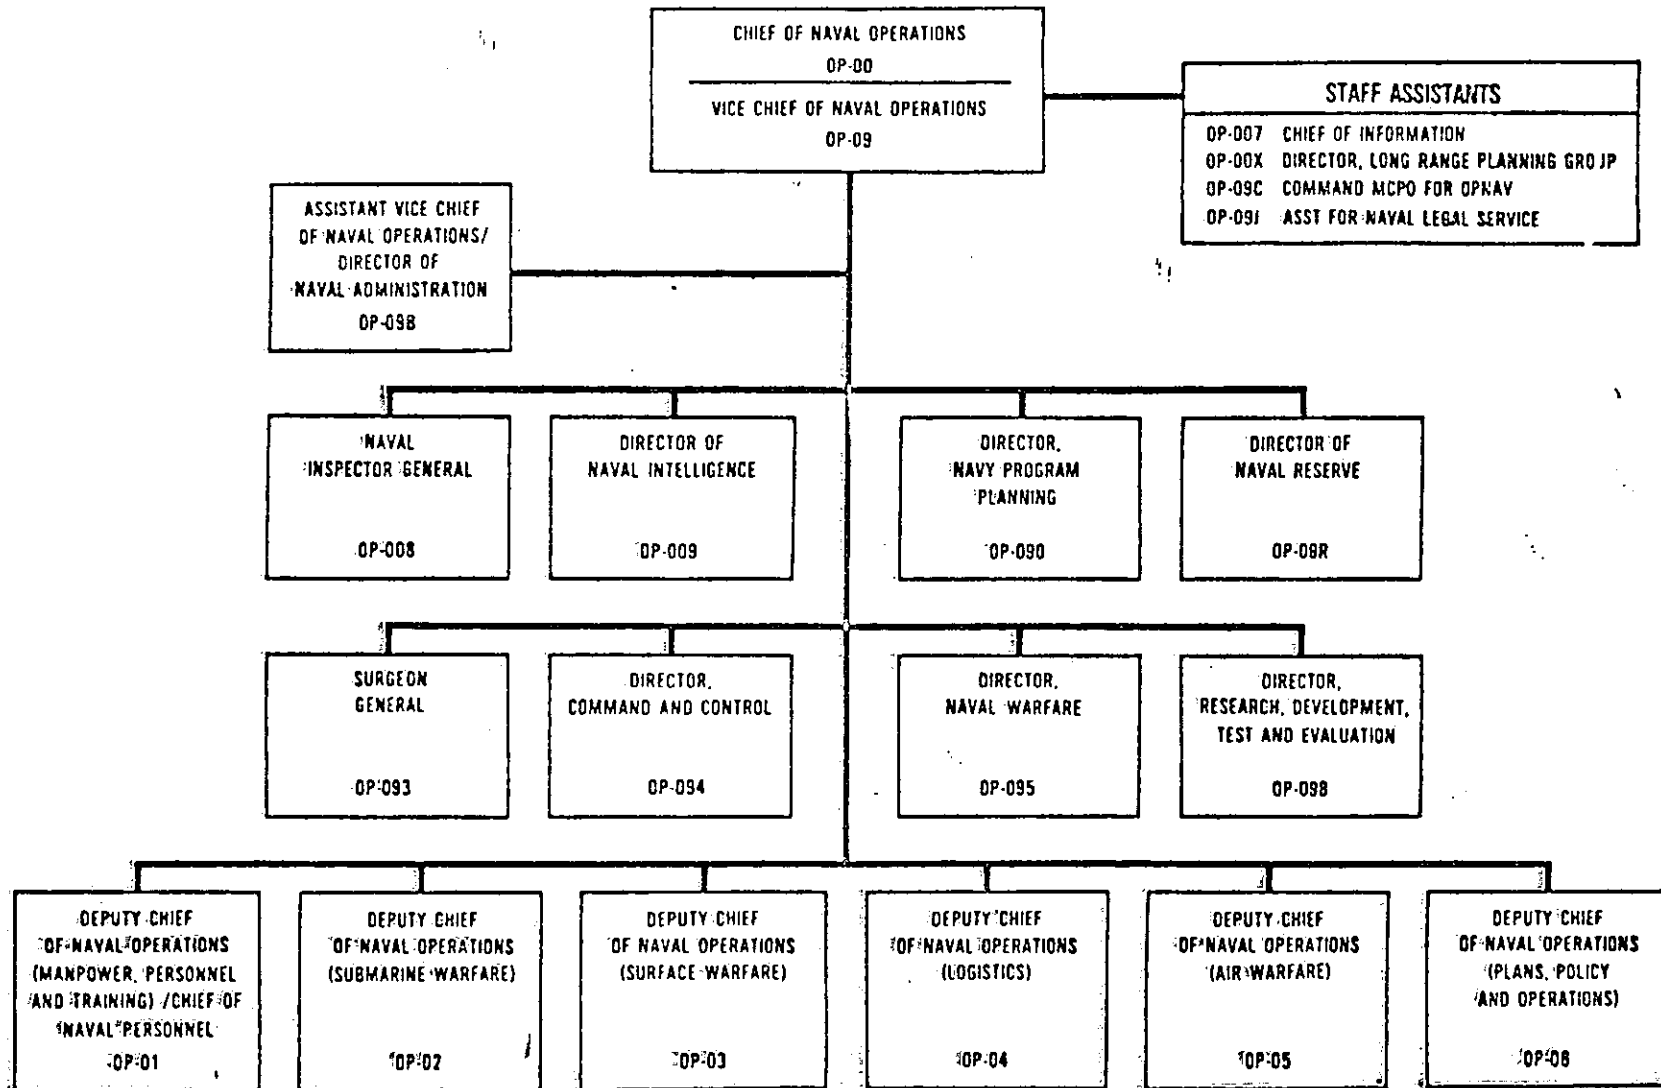 CHIEF OF NAVAL OPERATIONS
OP-00
VICE CHIEF OF NAVAL OPERATIONS
OP-09
STAFF ASSISTANTS
OP-007 CHIEF OF INFORMATION
OP-00X DIRECTOR, LONG RANGE PLANNING GROUP
OP-09C COMMAND MCPO FOR OPNAV
OP-09J ASST FOR NAVAL LEGAL SERVICE
ASSISTANT VICE CHIEF
OF NAVAL OPERATIONS/
DIRECTOR OF
NAVAL ADMINISTRATION
OP-09B
NAVAL
INSPECTOR GENERAL
OP-008
DIRECTOR OF
NAVAL INTELLIGENCE
OP-009
DIRECTOR,
NAVY PROGRAM
PLANNING
OP-090
DIRECTOR OF
NAVAL RESERVE
OP-09R
SURGEON
GENERAL
OP-093
DIRECTOR,
COMMAND AND CONTROL
OP-094
DIRECTOR,
NAVAL WARFARE
OP-095
DIRECTOR,
RESEARCH, DEVELOPMENT,
TEST AND EVALUATION
OP-098
DEPUTY CHIEF
OF NAVAL OPERATIONS
(MANPOWER, PERSONNEL
AND TRAINING) /CHIEF OF
NAVAL PERSONNEL
OP-01
DEPUTY CHIEF
OF NAVAL OPERATIONS
(SUBMARINE WARFARE)
OP-02
DEPUTY CHIEF
OF NAVAL OPERATIONS
(SURFACE WARFARE)
OP-03
DEPUTY CHIEF
OF NAVAL OPERATIONS
(LOGISTICS)
OP-04
DEPUTY CHIEF
OF NAVAL OPERATIONS
(AIR WARFARE)
OP-05
DEPUTY CHIEF
OF NAVAL OPERATIONS
(PLANS, POLICY
AND OPERATIONS)
OP-06